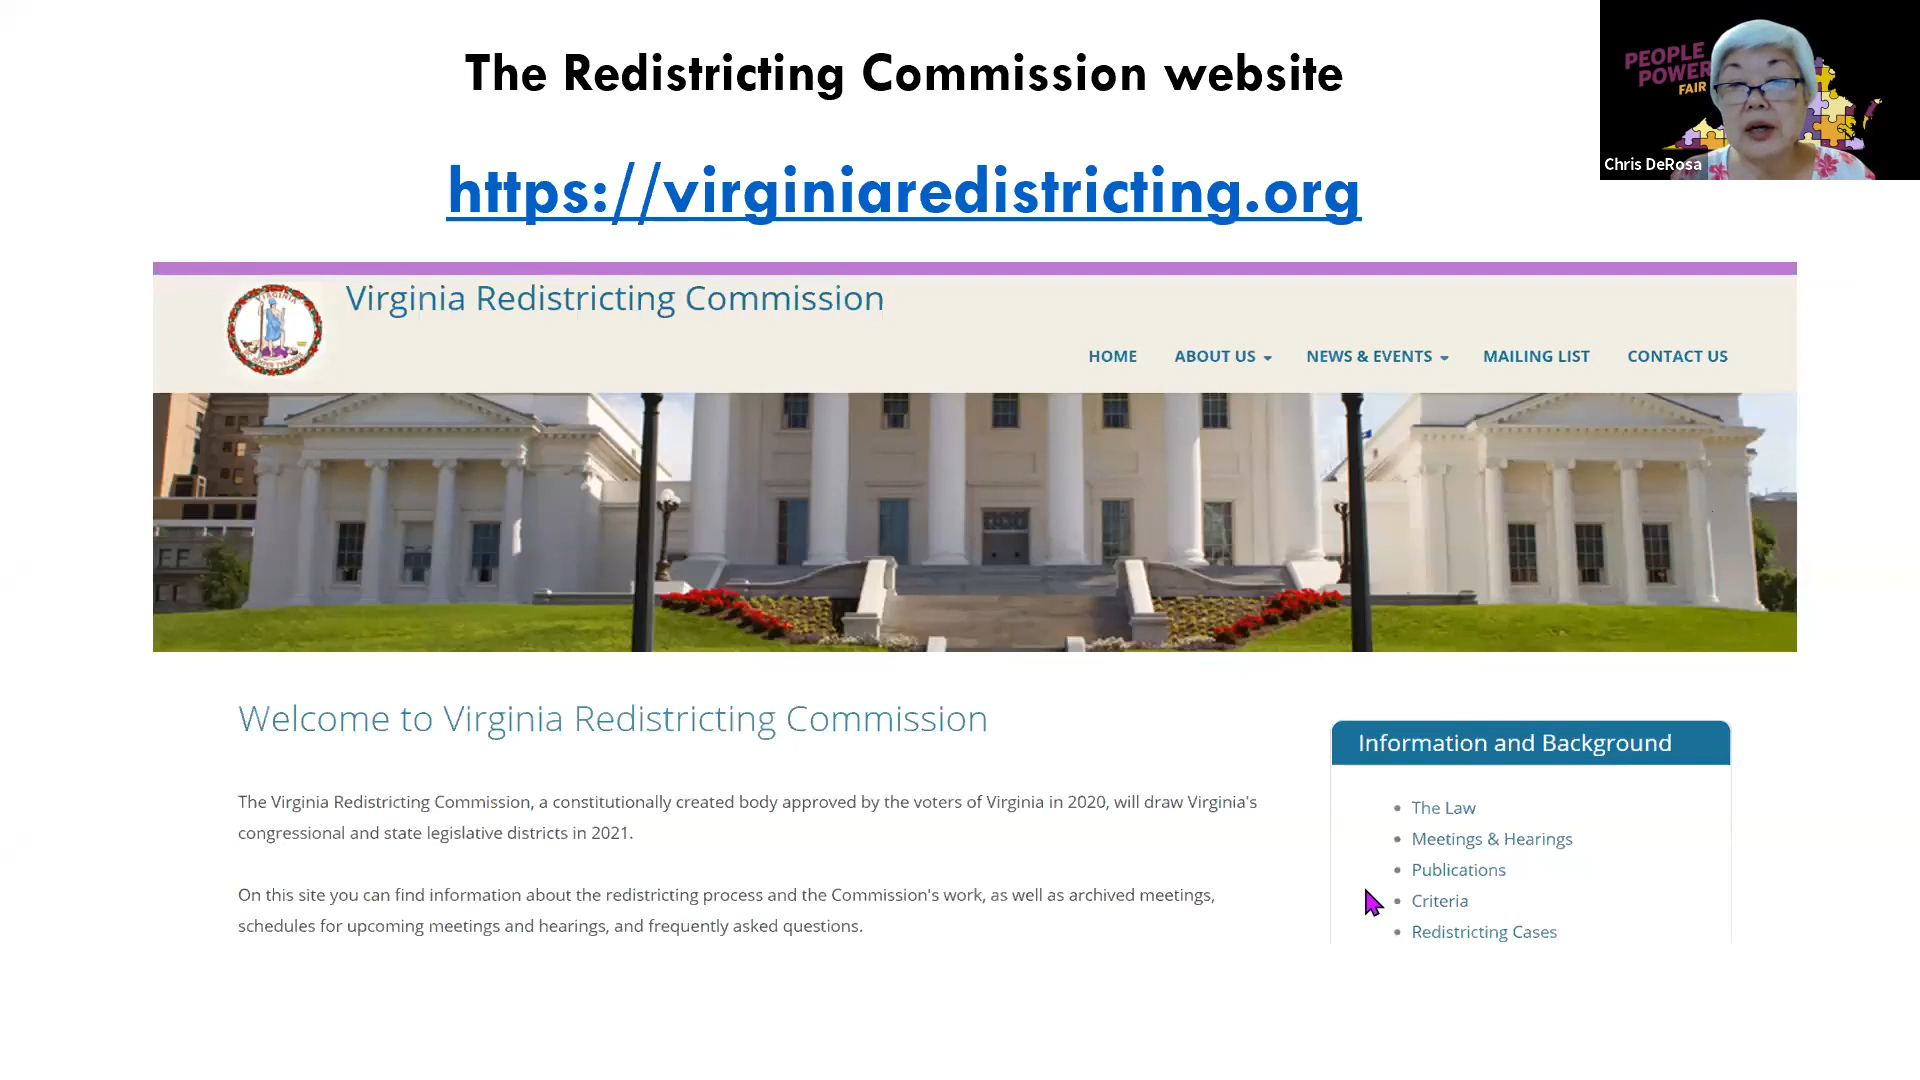 The Redistricting Commission website
PEOPLE
POWER
FAIR
Chris DeRosa
https://virginiaredistricting.org
VIRGINIA
Virginia Redistricting Commission
HOME ABOUT US NEWS & EVENTS MAILING LIST CONTACT US
Welcome to Virginia Redistricting Commission
The Virginia Redistricting Commission, a constitutionally created body approved by the voters of Virginia in 2020, will draw Virginia's
congressional and state legislative districts in 2021.
On this site you can find information about the redistricting process and the Commission's work, as well as archived meetings,
schedules for upcoming meetings and hearings, and frequently asked questions.
Information and Background
The Law
Meetings & Hearings
Publications
Criteria
Redistricting Cases